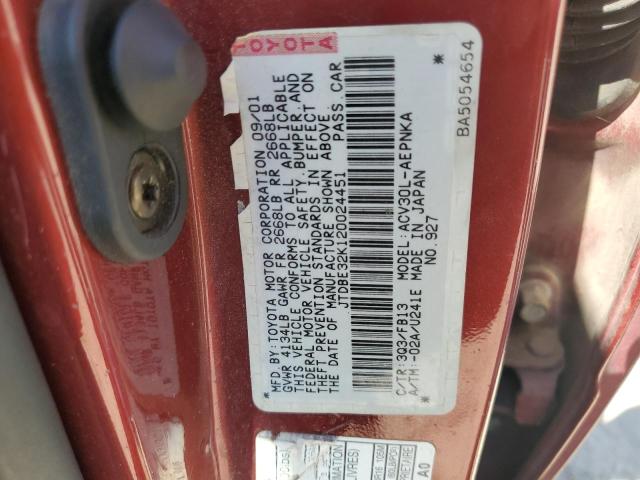 TOYOTA
MFD.BY:TOYOTA MOTOR CORPORATION 09/01
GVWR 4134LB GAWR FR 2668LB RR 2668LB
THIS VEHICLE CONFORMS TO ALL APPLICABLE
FEDERAL MOTOR VEHICLE SAFETY, BUMPER, AND
THEFT PREVENTION STANDARDS IN EFFECT ON
THE DATE OF MANUFACTURE SHOWN ABOVE.
*JTDBE32K120024451 PASS.CAR*
C/TR:3Q3/FB13 MODEL:ACV30L-AEPNKA
A/TM:-02A/U241E MADE IN JAPAN
NO.927
BA5054654
A0